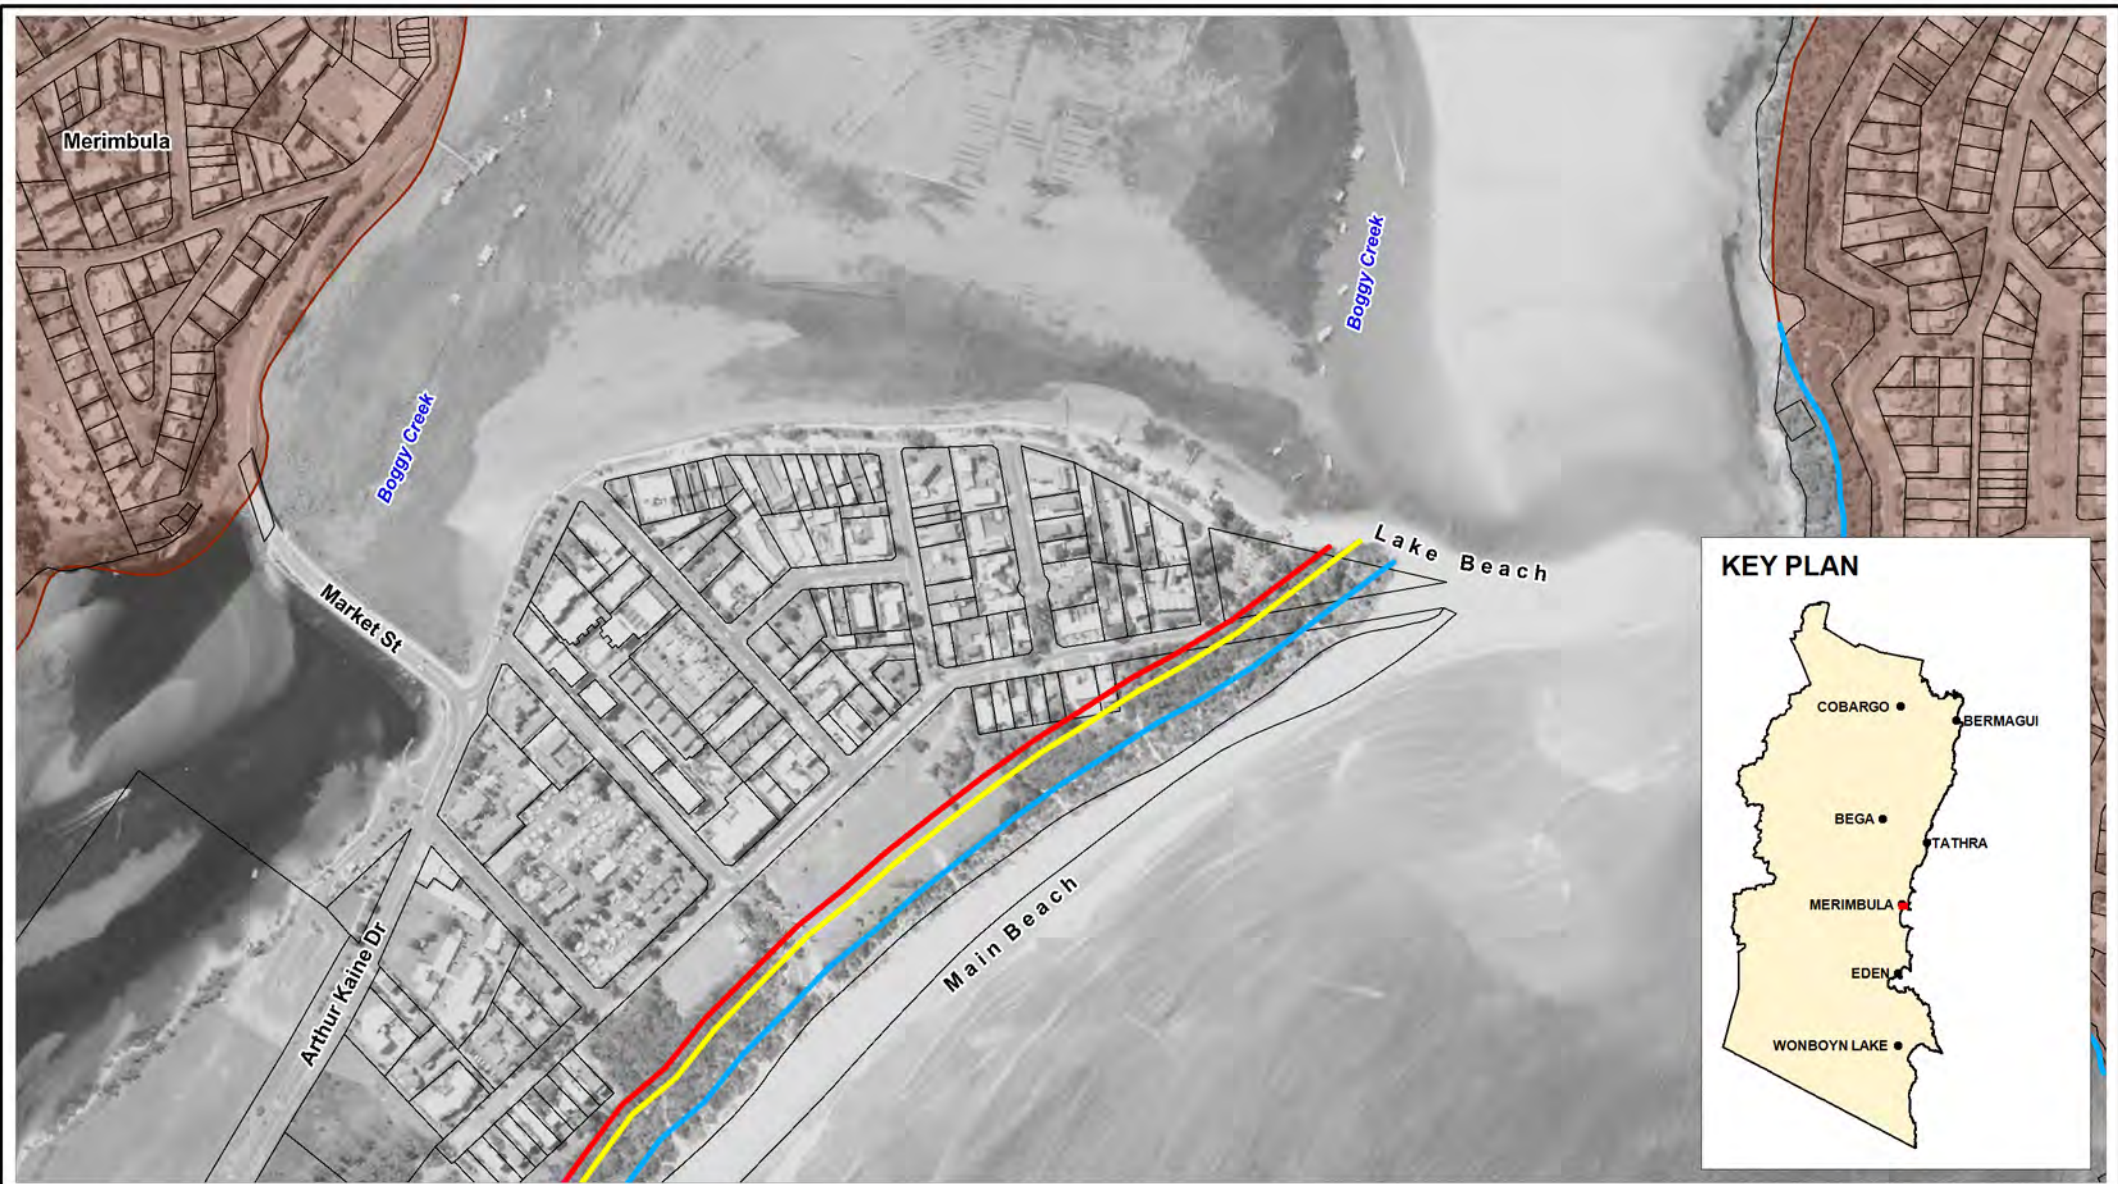 Merimbula
Boggy Creek
Boggy Creek
Lake Beach
Market St
Main Beach
Arthur Kaine Dr
KEY PLAN
COBARGO
BERMAGUI
BEGA
TATHRA
MERIMBULA
EDEN
WONBOYN LAKE